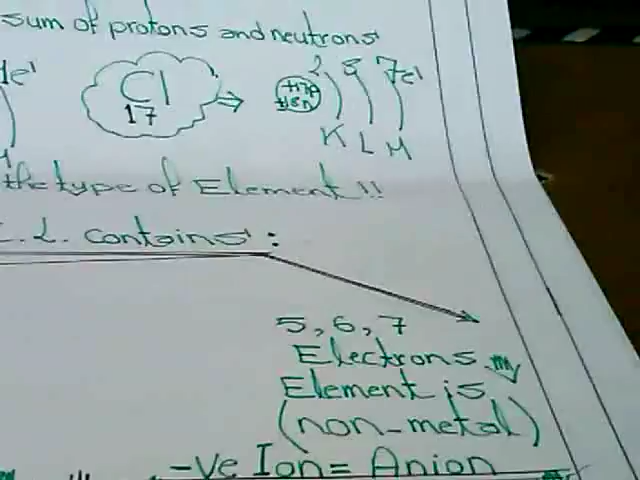 sum of protons and neutrons
2 8 7e'
Cl
17
K L M
the type of Element!!
contains:
5, 6, 7
Electrons
Element is
(non-metal)
-ve Ion = Anion